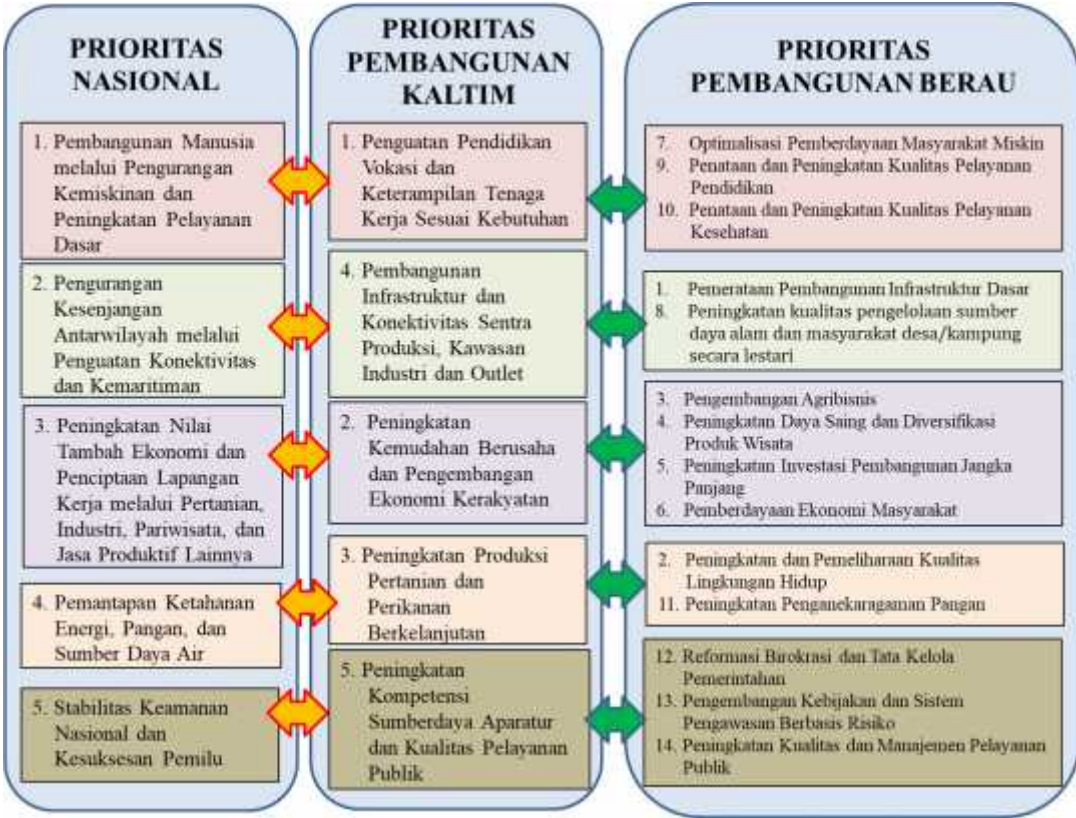 PRIORITAS
NASIONAL
1. Pembangunan Manusia
melalui Pengurangan
Kemiskinan dan
Peningkatan Pelayanan
Dasar
2. Pengurangan
Kesenjangan
Antarwilayah melalui
Penguatan Konektivitas
dan Kemaritiman
3. Peningkatan Nilai
Tambah Ekonomi dan
Penciptaan Lapangan
Kerja melalui Pertanian,
Industri, Pariwisata, dan
Jasa Produktif Lainnya
4. Pemantapan Ketahanan
Energi, Pangan, dan
Sumber Daya Air
5. Stabilitas Keamanan
Nasional dan
Kesuksesan Pemilu
PRIORITAS
PEMBANGUNAN
KALTIM
1. Penguatan Pendidikan
Vokasi dan
Keterampilan Tenaga
Kerja Sesuai Kebutuhan
4. Pembangunan
Infrastruktur dan
Konektivitas Sentra
Produksi, Kawasan
Industri dan Outlet
2. Peningkatan
Kemudahan Berusaha
dan Pengembangan
Ekonomi Kerakyatan
3. Peningkatan Produksi
Pertanian dan
Perikanan
Berkelanjutan
5. Peningkatan
Kompetensi
Sumberdaya Aparatur
dan Kualitas Pelayanan
Publik
PRIORITAS
PEMBANGUNAN BERAU
7. Optimalisasi Pemberdayaan Masyarakat Miskin
9. Penataan dan Peningkatan Kualitas Pelayanan
Pendidikan
10. Penataan dan Peningkatan Kualitas Pelayanan
Kesehatan
1. Pemerataan Pembangunan Infrastruktur Dasar
8. Peningkatan kualitas pengelolaan sumber
daya alam dan masyarakat desa/kampung
secara lestari
3. Pengembangan Agribisnis
4. Peningkatan Daya Saing dan Diversifikasi
Produk Wisata
5. Peningkatan Investasi Pembangunan Jangka
Panjang
6. Pemberdayaan Ekonomi Masyarakat
2. Peningkatan dan Pemeliharaan Kualitas
Lingkungan Hidup
11. Peningkatan Penganekaragaman Pangan
12. Reformasi Birokrasi dan Tata Kelola
Pemerintahan
13. Pengembangan Kebijakan dan Sistem
Pengawasan Berbasis Risiko
14. Peningkatan Kualitas dan Manajemen Pelayanan
Publik